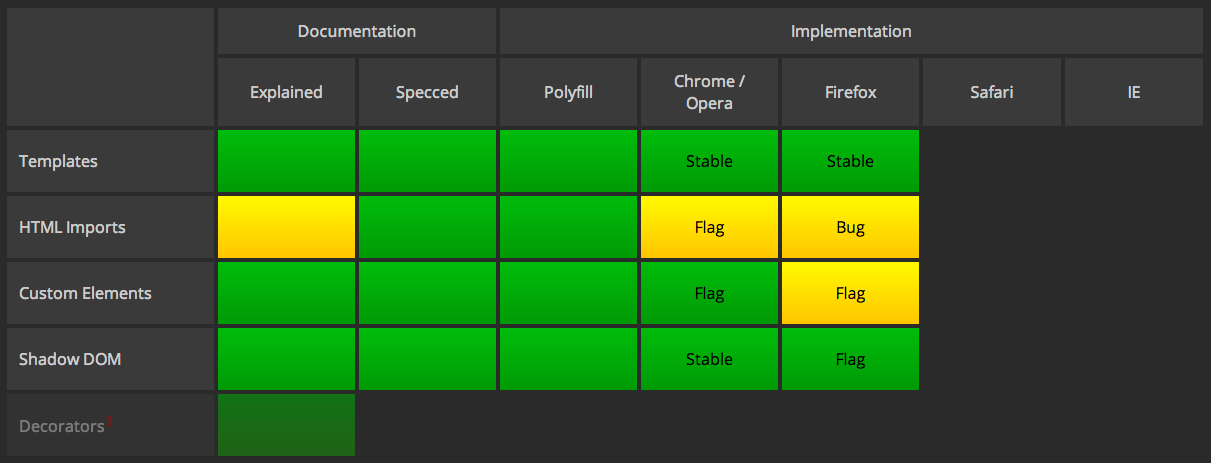 Documentation Implementation
Explained Specced Polyfill Chrome / Opera Firefox Safari IE
Templates Stable Stable
HTML Imports Flag Bug
Custom Elements Flag Flag
Shadow DOM Stable Flag
Decorators